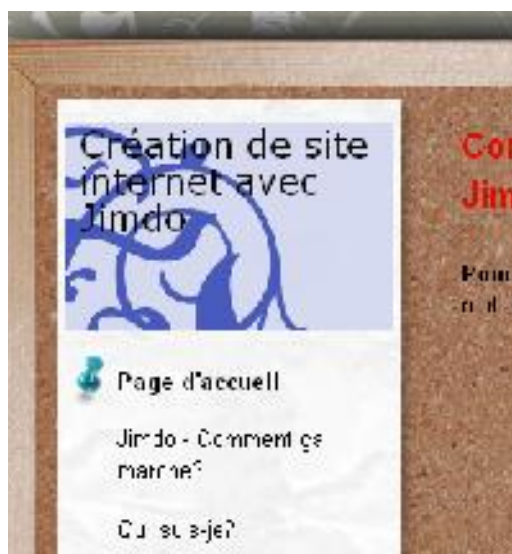 Création de site
internet avec
Jimdo
Page d'accueil
Jimdo - Comment ça
marche?
Qui suis-je?